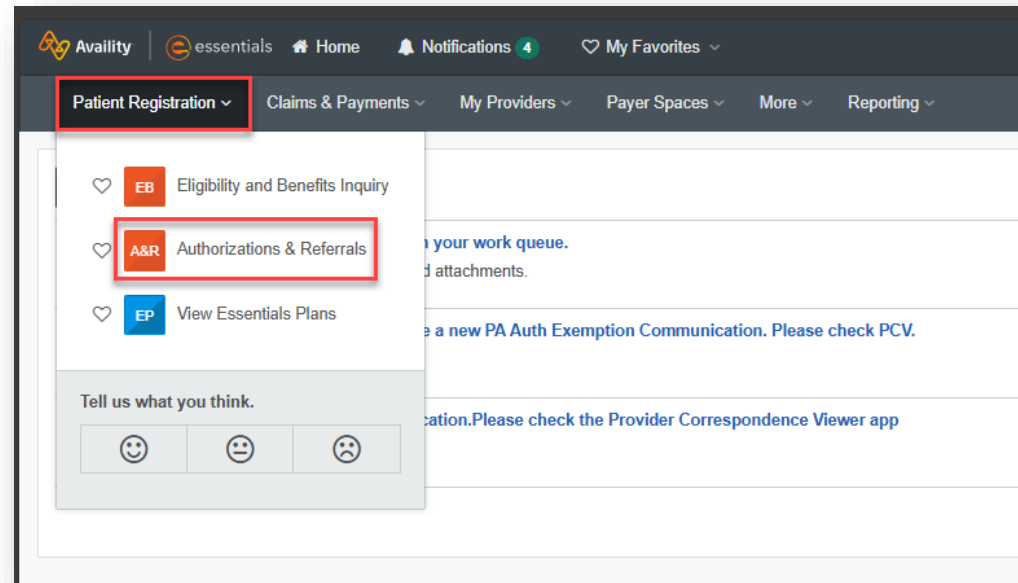 Availity essentials Home Notifications 4 My Favorites
Patient Registration Claims & Payments My Providers Payer Spaces More Reporting
EB Eligibility and Benefits Inquiry
A&R Authorizations & Referrals
your work queue.
attachments.
EP View Essentials Plans
a new PA Auth Exemption Communication. Please check PCV.
Tell us what you think.
cation.Please check the Provider Correspondence Viewer app